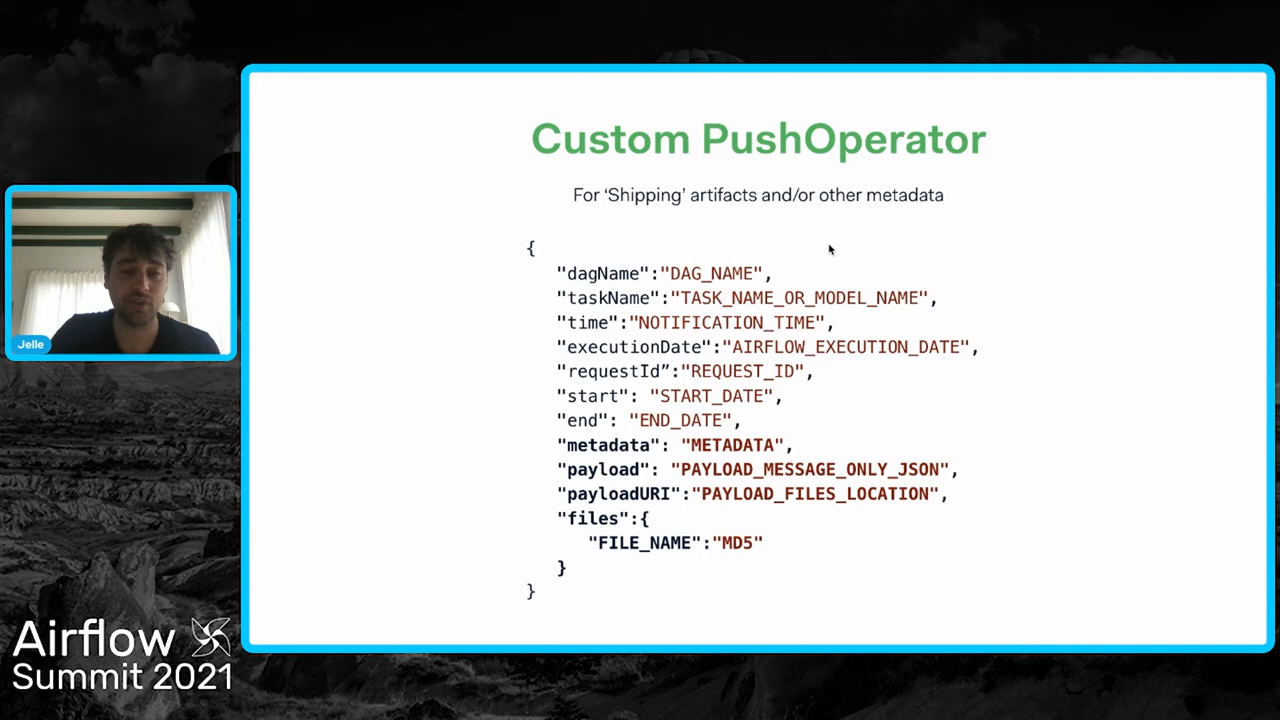 Custom PushOperator
For ‘Shipping’ artifacts and/or other metadata
{
"dagName":"DAG_NAME",
"taskName":"TASK_NAME_OR_MODEL_NAME",
"time":"NOTIFICATION_TIME",
"executionDate":"AIRFLOW_EXECUTION_DATE",
"requestId”:"REQUEST_ID",
"start": "START_DATE",
"end": "END_DATE",
"metadata": "METADATA",
"payload": "PAYLOAD_MESSAGE_ONLY_JSON",
"payloadURI":"PAYLOAD_FILES_LOCATION",
"files":{
"FILE_NAME":"MD5"
}
}
Jelle
Airflow
Summit 2021